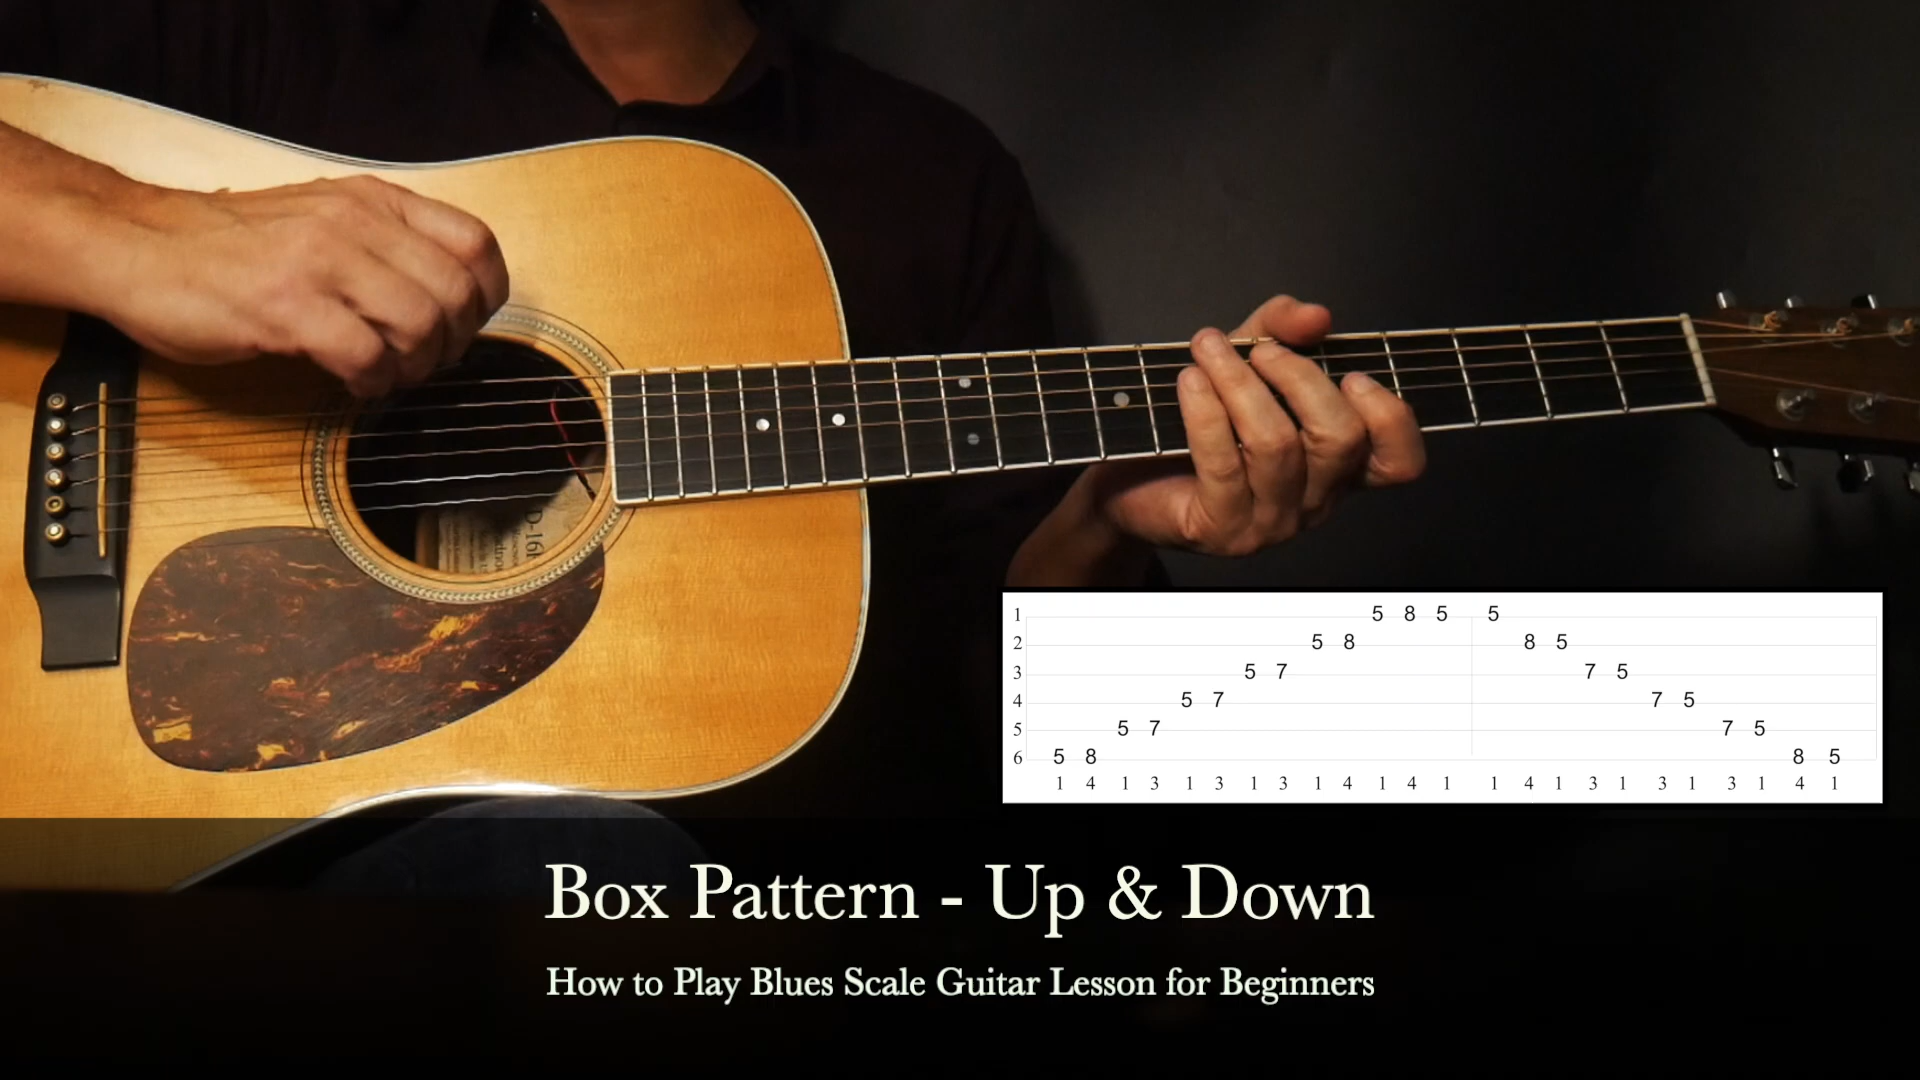 D-16
1 5 8 5 5
2 5 8 8 5
3 5 7 7 5
4 5 7 7 5
5 5 7 7 5
6 5 8 8 5
1 4 1 3 1 3 1 3 1 4 1 4 1 1 4 1 3 1 3 1 3 1 4 1
Box Pattern - Up & Down
How to Play Blues Scale Guitar Lesson for Beginners